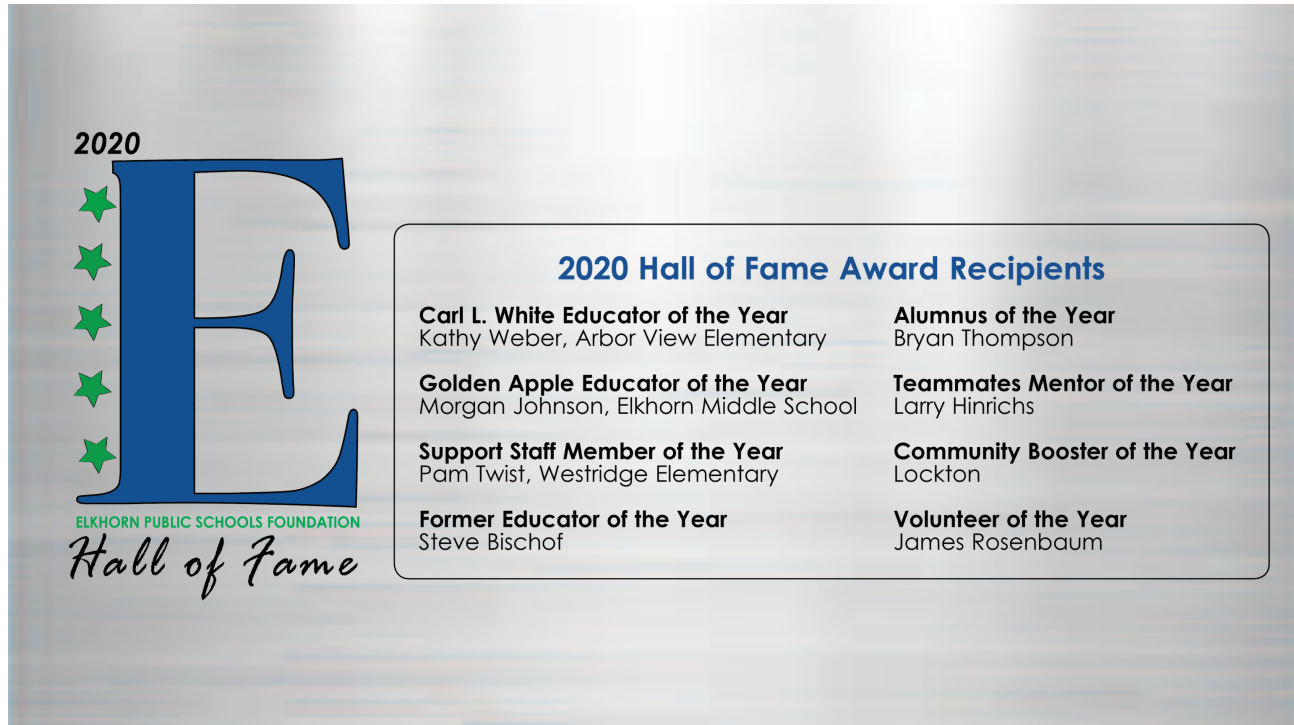 2020
ELKHORN PUBLIC SCHOOLS FOUNDATION
Hall of Fame
2020 Hall of Fame Award Recipients
Carl L. White Educator of the Year
Kathy Weber, Arbor View Elementary
Golden Apple Educator of the Year
Morgan Johnson, Elkhorn Middle School
Support Staff Member of the Year
Pam Twist, Westridge Elementary
Former Educator of the Year
Steve Bischof
Alumnus of the Year
Bryan Thompson
Teammates Mentor of the Year
Larry Hinrichs
Community Booster of the Year
Lockton
Volunteer of the Year
James Rosenbaum